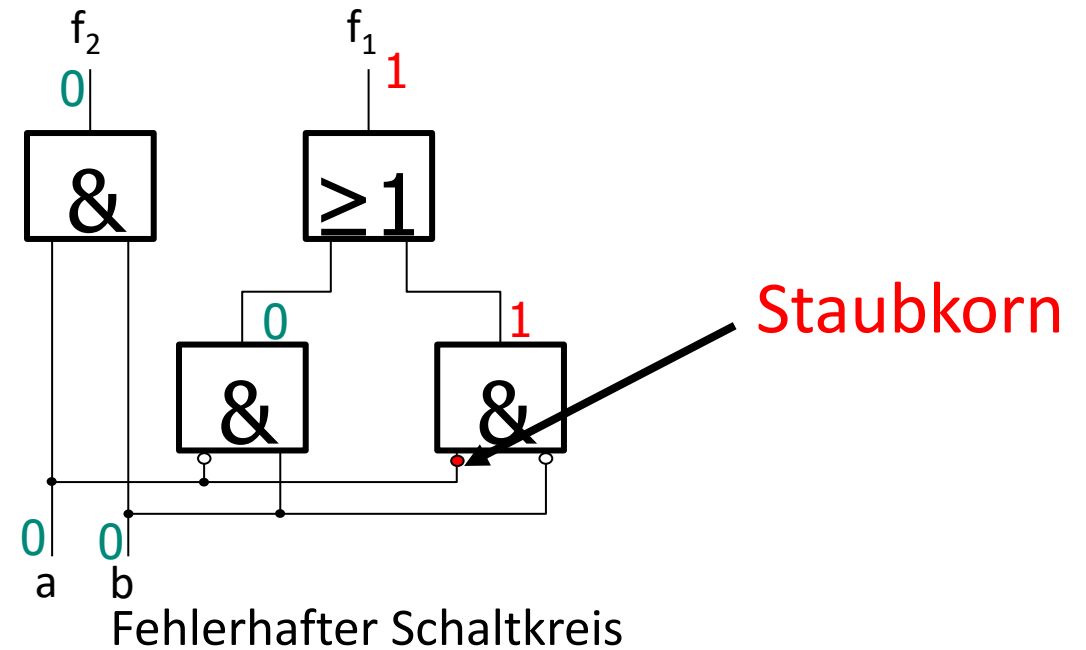 f₂ f₁
0 1
& ≥1
0 1
& &
Staubkorn
0 0
a b
Fehlerhafter Schaltkreis